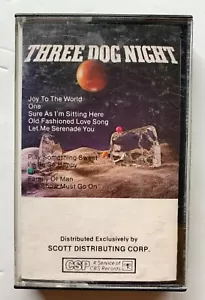 THREE DOG NIGHT
Joy To The World
One
Sure As I'm Sitting Here
Old Fashioned Love Song
Let Me Serenade You
Something Sweet
Family Of Man
Must Go On
Distributed Exclusively by
SCOTT DISTRIBUTING CORP.
CSP
A Service of
CBS Records